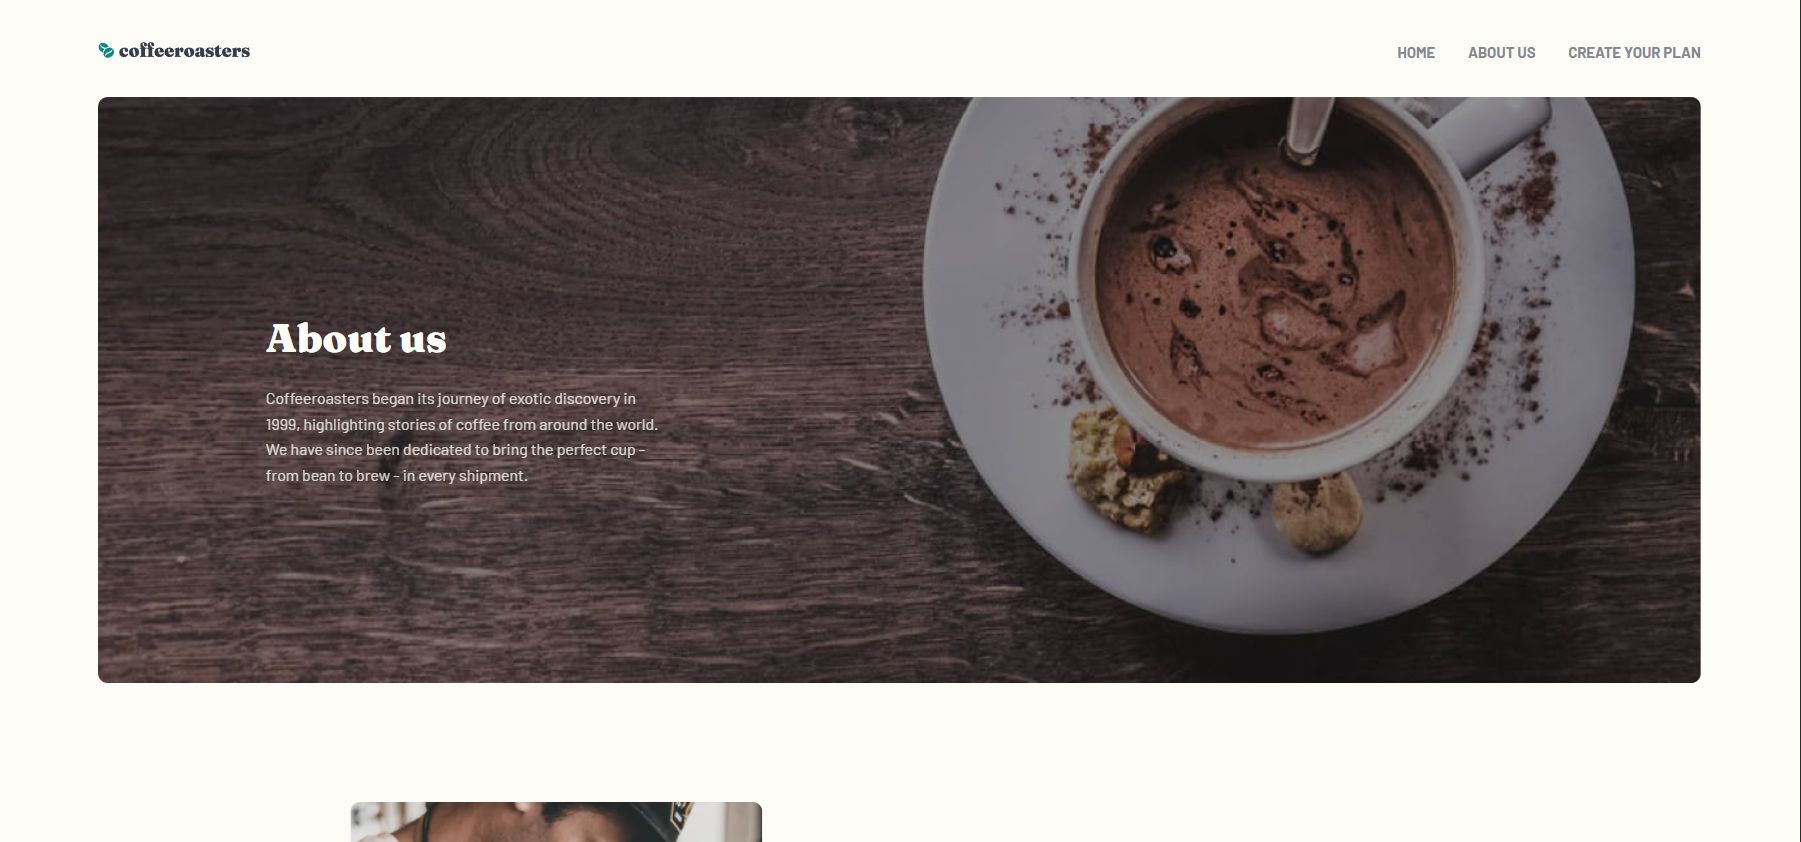 coffeeroasters
HOME ABOUT US CREATE YOUR PLAN
About us
Coffeeroasters began its journey of exotic discovery in
1999, highlighting stories of coffee from around the world.
We have since been dedicated to bring the perfect cup -
from bean to brew - in every shipment.